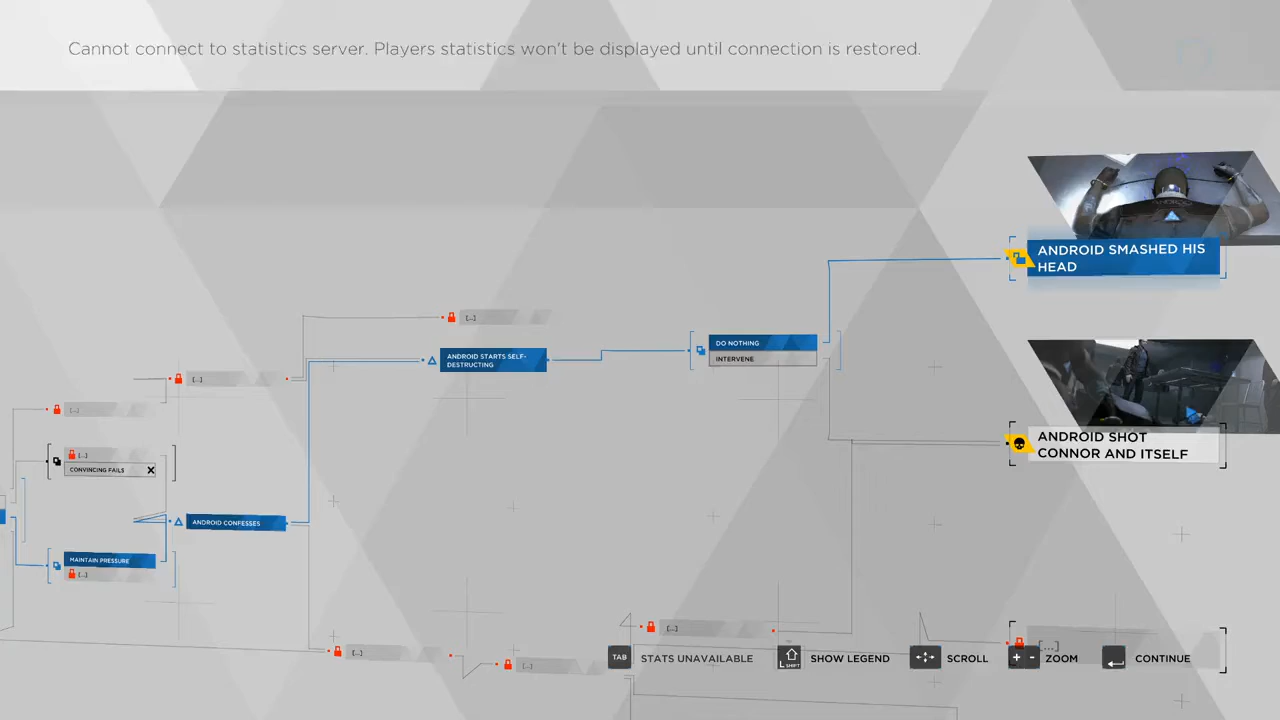 Cannot connect to statistics server. Players statistics won't be displayed until connection is restored.
ANDROID SMASHED HIS
HEAD
[...]
DO NOTHING
INTERVENE
ANDROID STARTS SELF-
DESTRUCTING
[...]
[...]
ANDROID SHOT
CONNOR AND ITSELF
[...]
CONVINCING FAILS
ANDROID CONFESSES
MAINTAIN PRESSURE
[...]
[...]
[...]
[...]
[...]
TAB STATS UNAVAILABLE
L SHIFT SHOW LEGEND
SCROLL
+ - ZOOM
CONTINUE